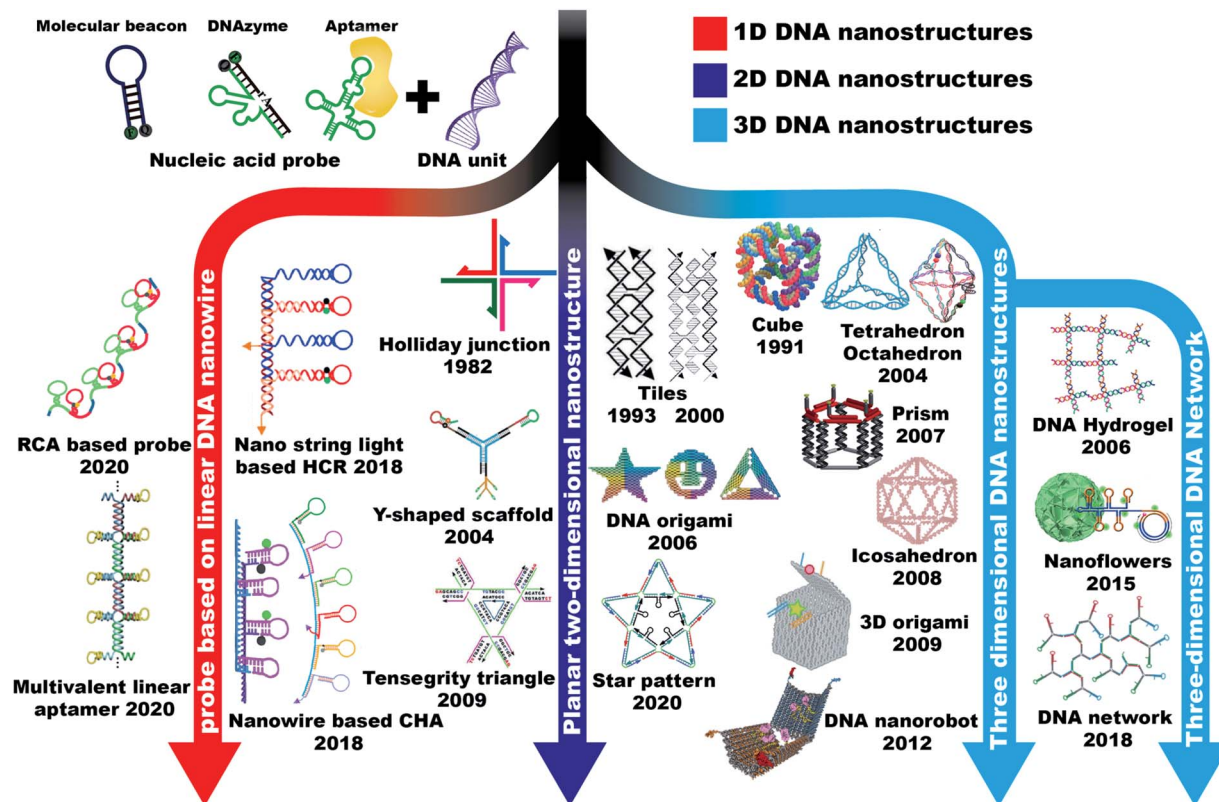 Molecular beacon
DNAzyme
Aptamer
Nucleic acid probe
DNA unit
1D DNA nanostructures
2D DNA nanostructures
3D DNA nanostructures
probe based on linear DNA nanowire
RCA based probe
2020
Nano string light
based HCR 2018
Multivalent linear
aptamer 2020
Nanowire based CHA
2018
Planar two-dimensional nanostructure
Holliday junction
1982
Y-shaped scaffold
2004
Tensegrity triangle
2009
Tiles
1993 2000
DNA origami
2006
Star pattern
2020
Three dimensional DNA nanostructures
Cube
1991
Tetrahedron
Octahedron
2004
Prism
2007
Icosahedron
2008
3D origami
2009
DNA nanorobot
2012
Three-dimensional DNA Network
DNA Hydrogel
2006
Nanoflowers
2015
DNA network
2018